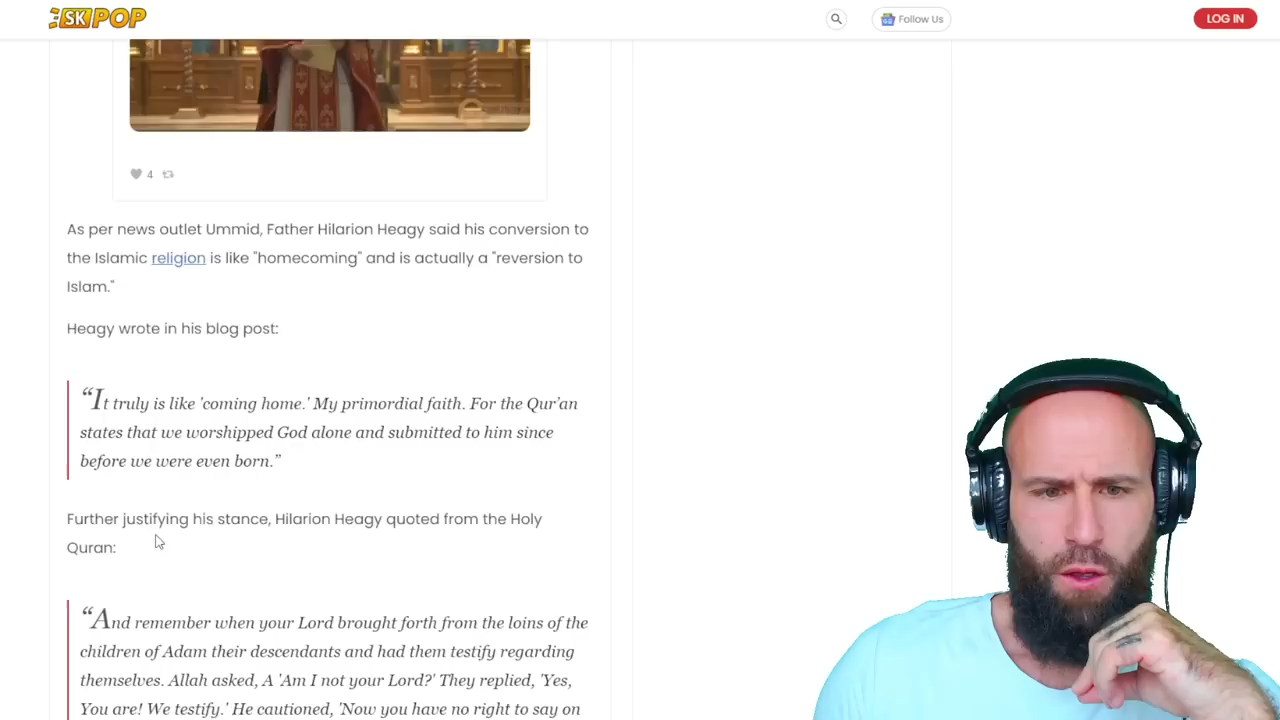 SK POP
Follow Us
LOG IN
4
As per news outlet Ummid, Father Hilarion Heagy said his conversion to
the Islamic religion is like "homecoming" and is actually a "reversion to
Islam."
Heagy wrote in his blog post:
“It truly is like 'coming home.' My primordial faith. For the Qur’an
states that we worshipped God alone and submitted to him since
before we were even born.”
Further justifying his stance, Hilarion Heagy quoted from the Holy
Quran:
“And remember when your Lord brought forth from the loins of the
children of Adam their descendants and had them testify regarding
themselves. Allah asked, A 'Am I not your Lord?' They replied, 'Yes,
You are! We testify.' He cautioned, 'Now you have no right to say on